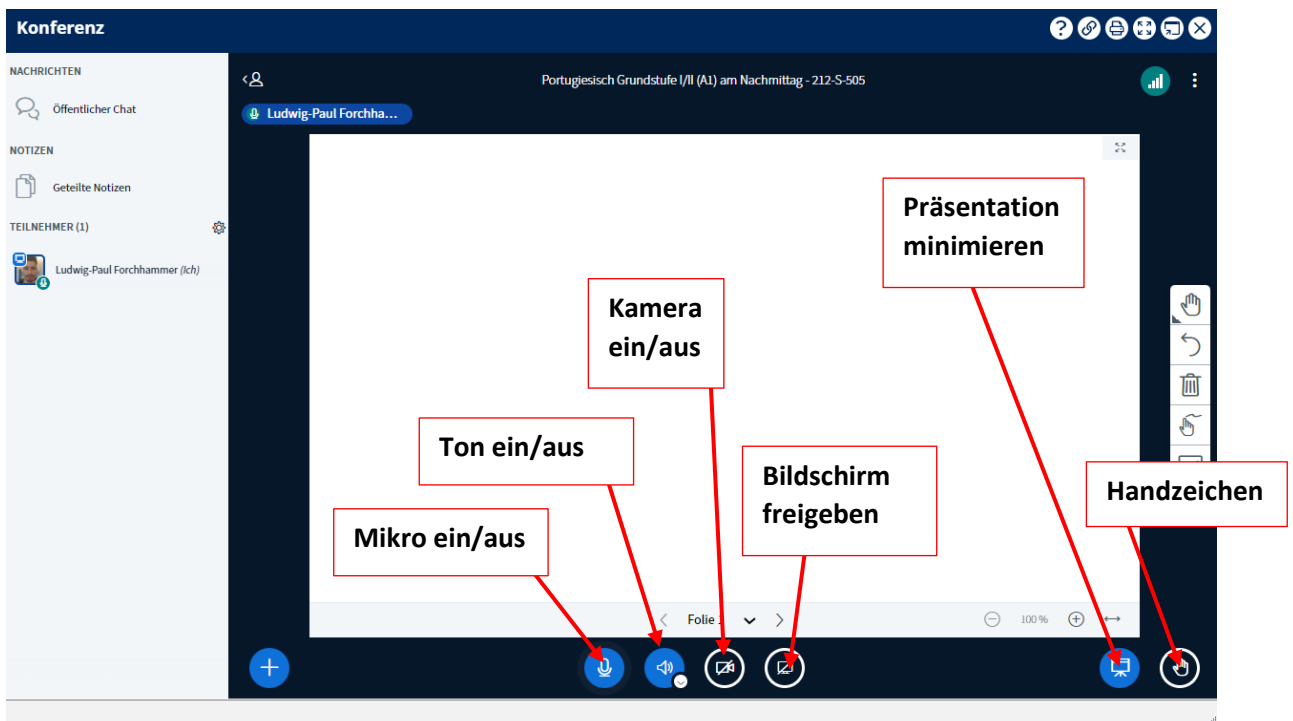 Konferenz
NACHRICHTEN
Öffentlicher Chat
NOTIZEN
Geteilte Notizen
TEILNEHMER (1)
Ludwig-Paul Forchhammer (Ich)
Portugiesisch Grundstufe I/II (A1) am Nachmittag - 212-S-505
Ludwig-Paul Forchha...
Präsentation
minimieren
Kamera
ein/aus
Ton ein/aus
Bildschirm
freigeben
Handzeichen
Mikro ein/aus
Folie
100 %